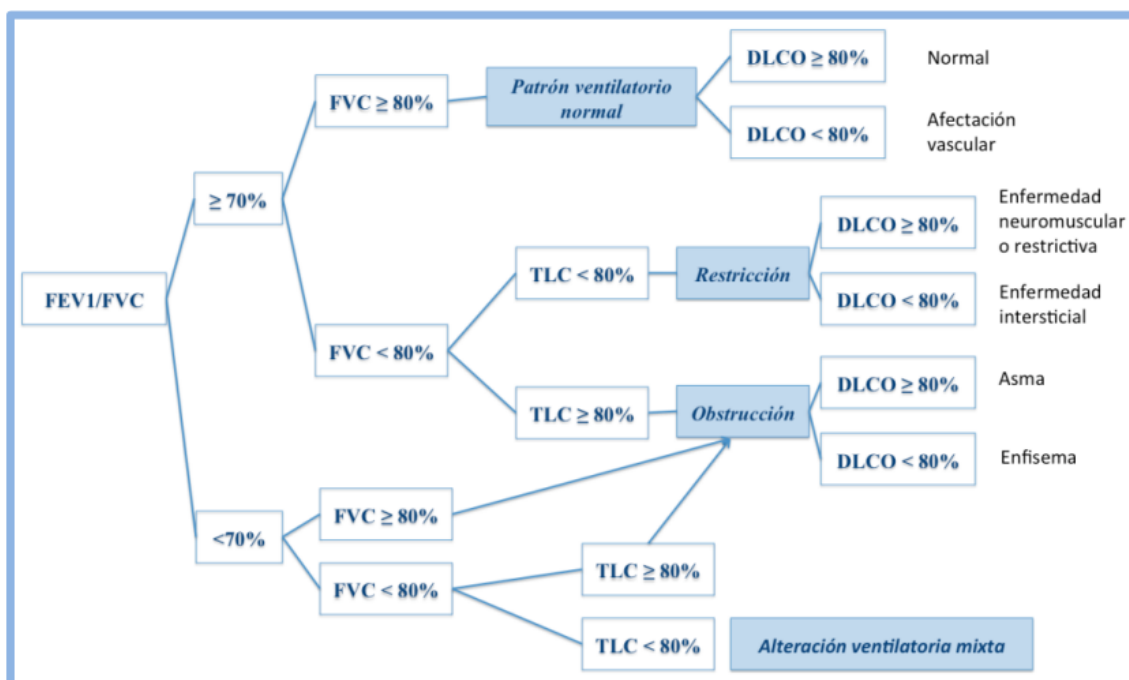 FEV1/FVC
≥ 70%
FVC ≥ 80%
Patrón ventilatorio
normal
DLCO ≥ 80%
Normal
DLCO < 80%
Afectación
vascular
FVC < 80%
TLC < 80%
Restricción
DLCO ≥ 80%
Enfermedad
neuromuscular
o restrictiva
DLCO < 80%
Enfermedad
intersticial
TLC ≥ 80%
Obstrucción
DLCO ≥ 80%
Asma
DLCO < 80%
Enfisema
<70%
FVC ≥ 80%
FVC < 80%
TLC ≥ 80%
TLC < 80%
Alteración ventilatoria mixta